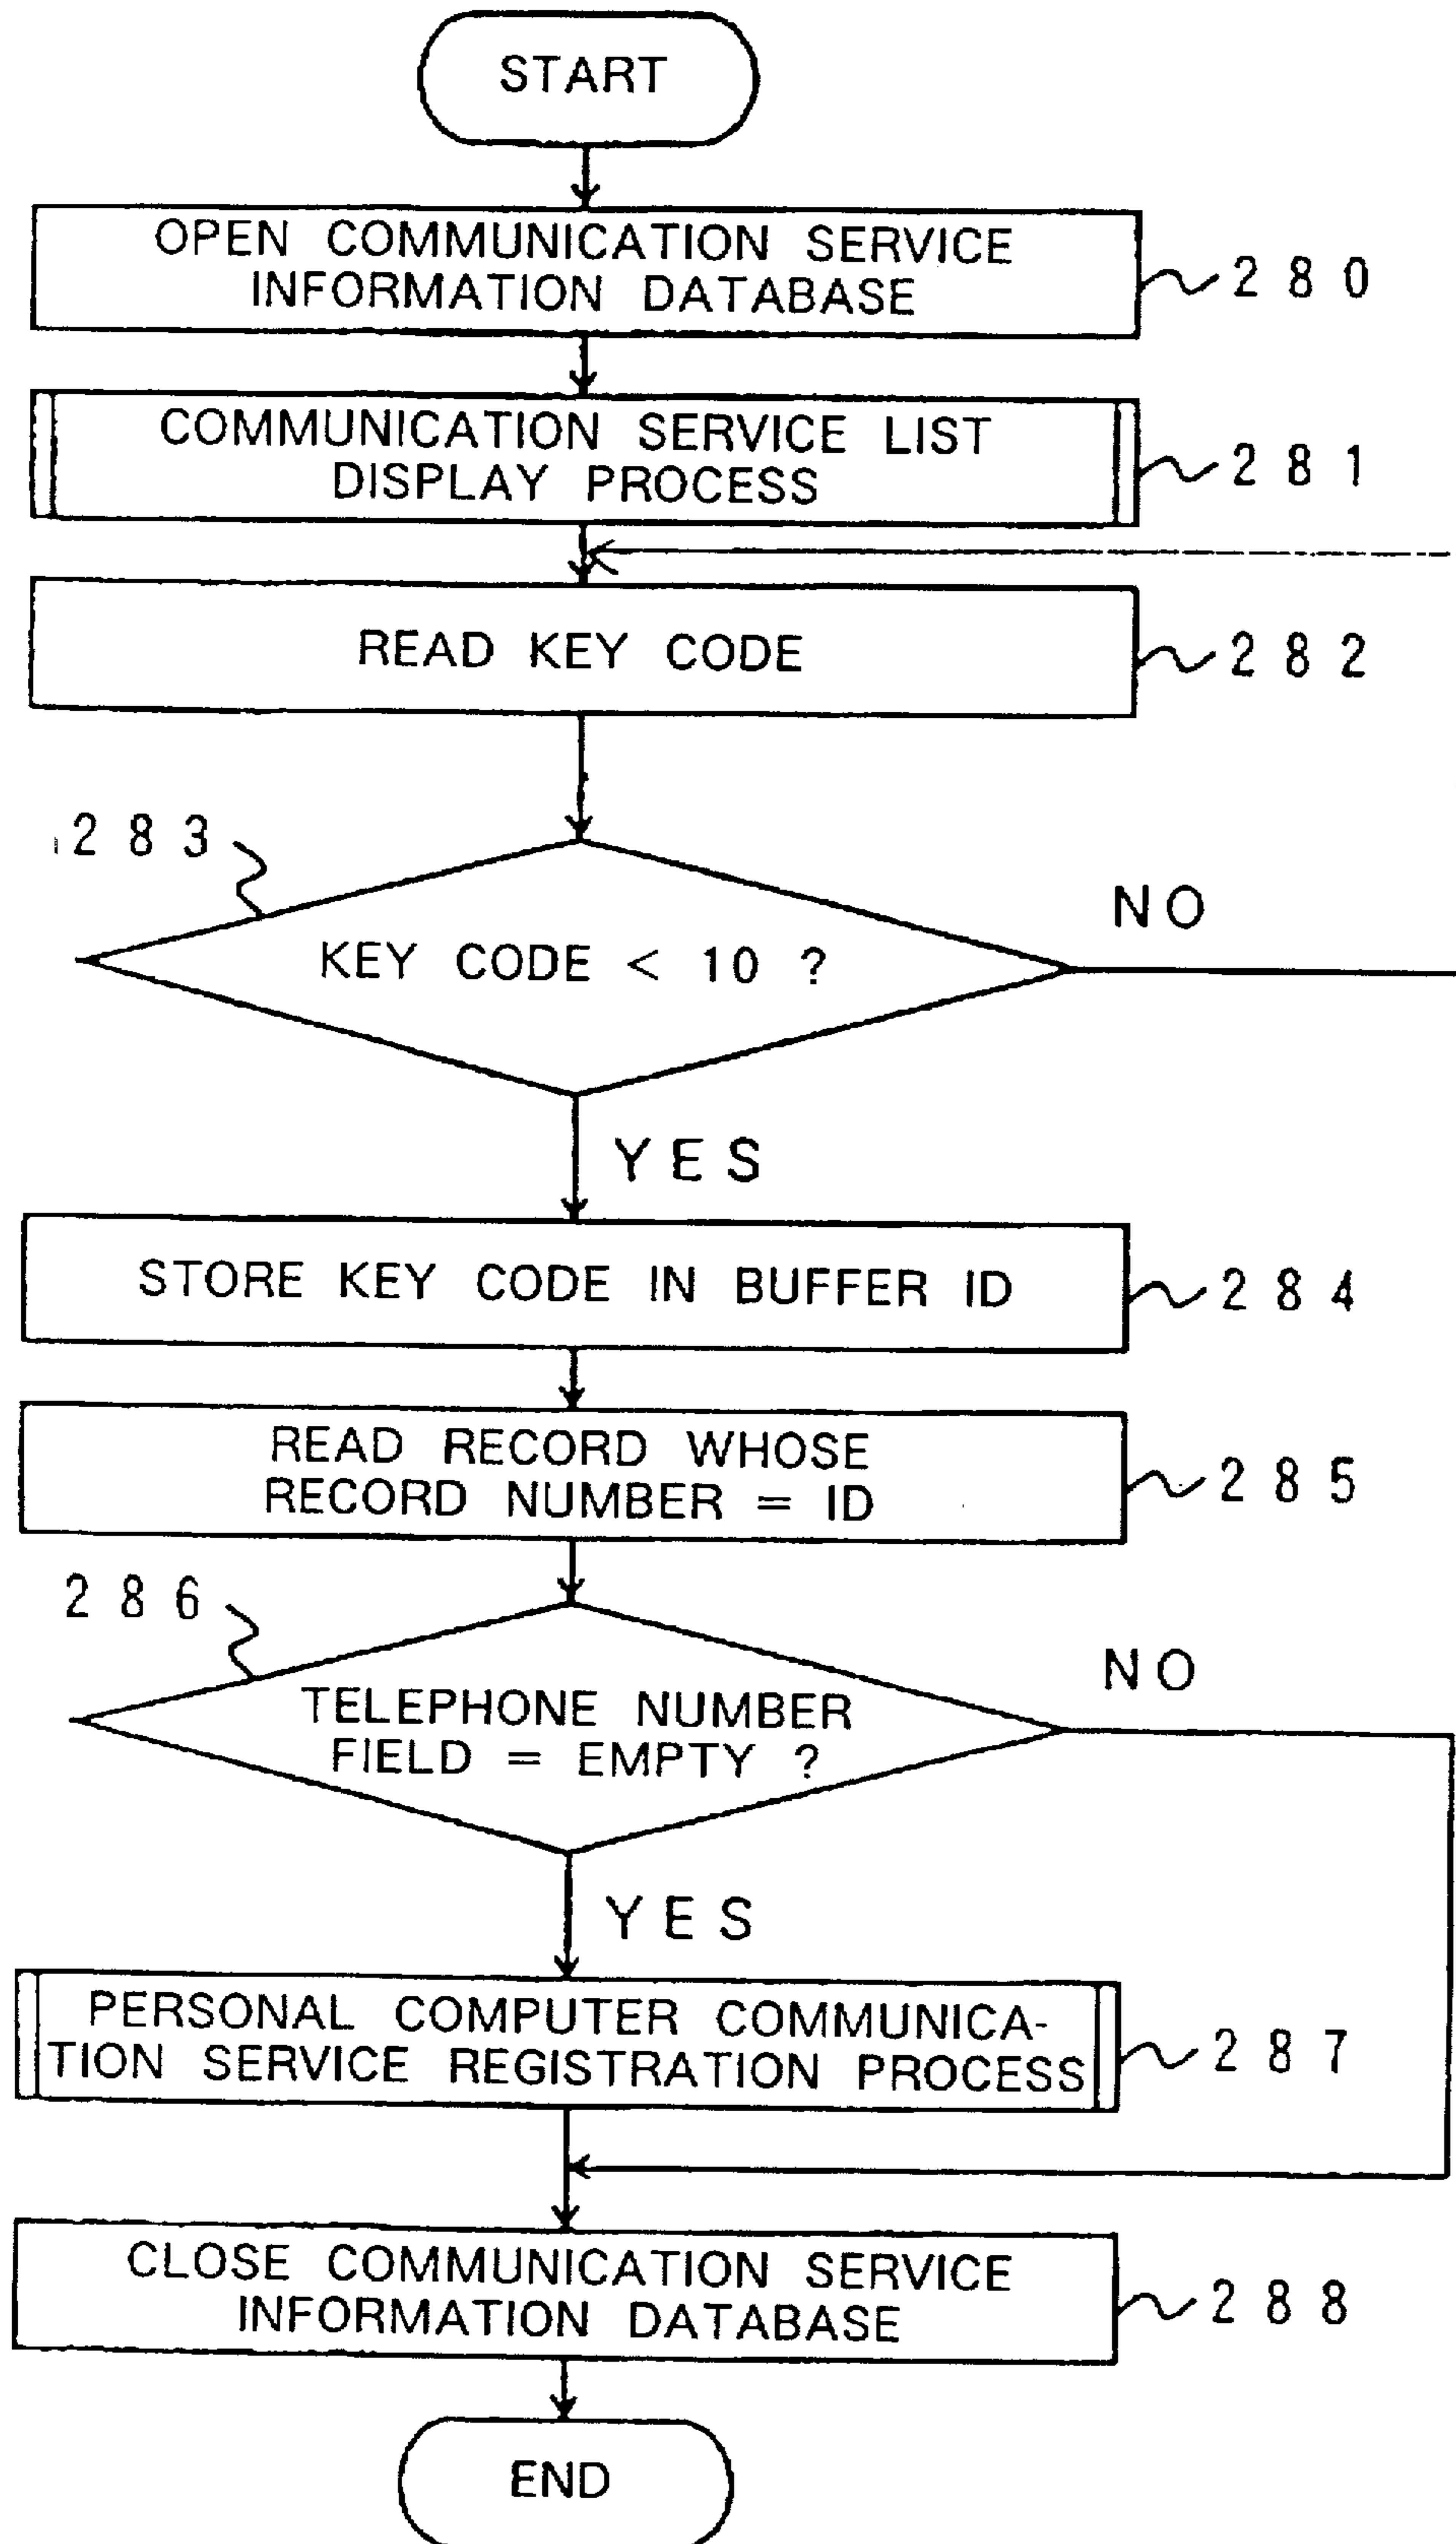 START
OPEN COMMUNICATION SERVICE
INFORMATION DATABASE
280
COMMUNICATION SERVICE LIST
DISPLAY PROCESS
281
READ KEY CODE
282
283
KEY CODE < 10 ?
NO
YES
STORE KEY CODE IN BUFFER ID
284
READ RECORD WHOSE
RECORD NUMBER = ID
285
286
TELEPHONE NUMBER
FIELD = EMPTY ?
NO
YES
PERSONAL COMPUTER COMMUNICA-
TION SERVICE REGISTRATION PROCESS
287
CLOSE COMMUNICATION SERVICE
INFORMATION DATABASE
288
END